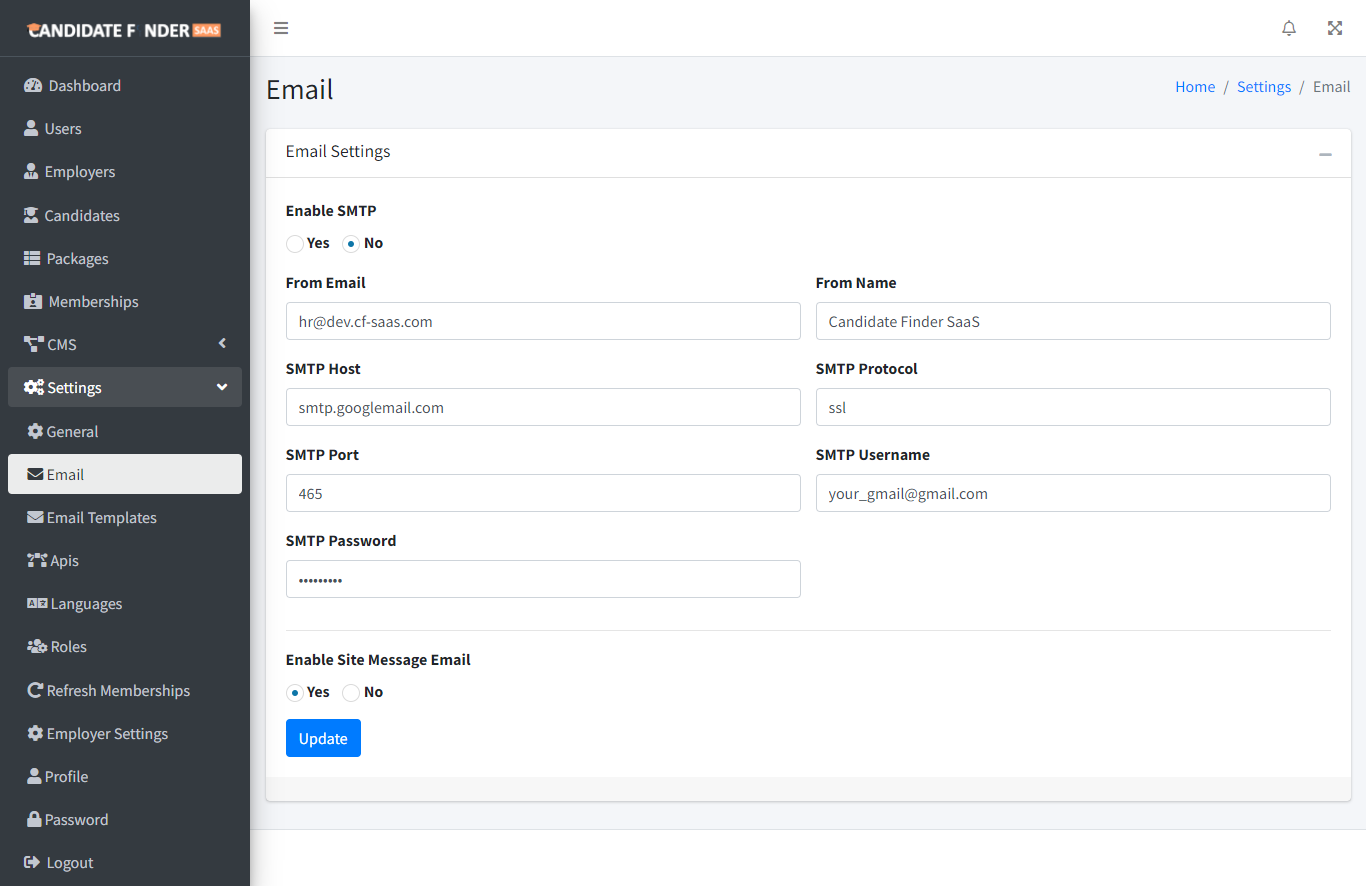 CANDIDATE F NDER SAAS
Dashboard
Users
Employers
Candidates
Packages
Memberships
CMS
Settings
General
Email
Email Templates
Apis
Languages
Roles
Refresh Memberships
Employer Settings
Profile
Password
Logout
Email
Home / Settings / Email
Email Settings
Enable SMTP
Yes No
From Email From Name
hr@dev.cf-saas.com Candidate Finder SaaS
SMTP Host SMTP Protocol
smtp.googlemail.com ssl
SMTP Port SMTP Username
465 your_gmail@gmail.com
SMTP Password
•••••••••
Enable Site Message Email
Yes No
Update